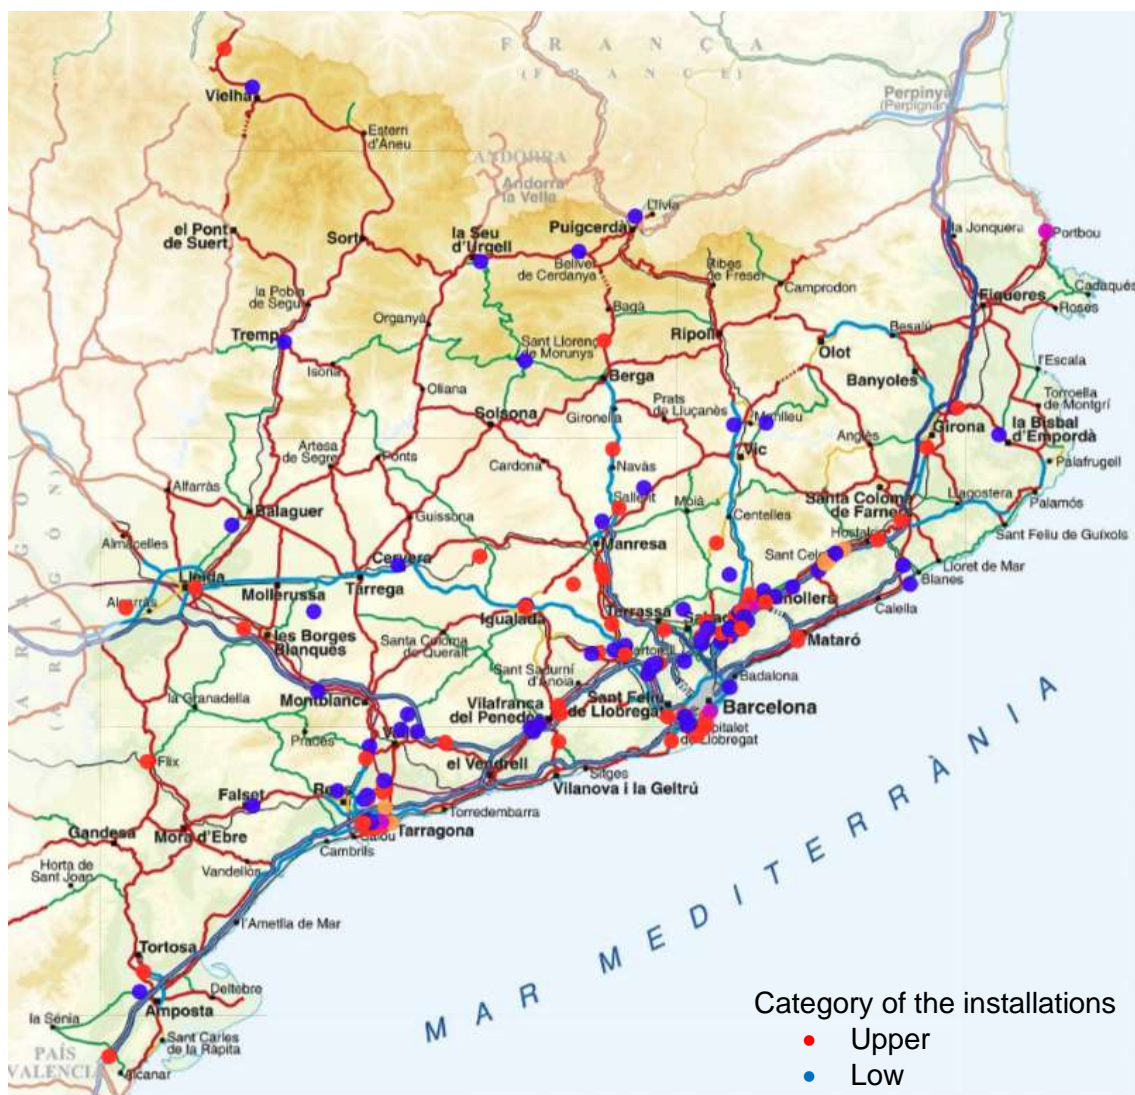 F R A N Ç A
(F R A N C E)
Perpinyà
(Perpignan)
Vielha
Esterri
d'Àneu
ANDORRA
Andorra
la Vella
Llívia
Puigcerdà
el Pont
de Suert
Sort
la Seu
d'Urgell
Bellver
de Cerdanya
Ribes
de Freser
la Jonquera
Portbou
Cadaqués
la Pobla
de Segur
Camprodon
Figueres
Roses
Organyà
Bagà
Tremp
Sant Llorenç
de Morunys
Ripoll
Olot
Besalú
Isona
l'Escala
Berga
Banyoles
Oliana
Torroella
de Montgrí
Solsona
Gironella
Prats
de Lluçanès
Manlleu
Girona
la Bisbal
d'Empordà
Artesa
de Segre
Ponts
Anglès
Vic
Cardona
Navàs
Palafrugell
Alfarràs
Sallent
Moià
Santa Coloma
de Farners
Llagostera
Palamós
Balaguer
Guissona
Centelles
Sant Feliu de Guíxols
Almacelles
Manresa
Hostalric
Cervera
Sant Celoni
Lloret de Mar
Blanes
Lleida
Mollerussa
Tàrrega
Alcarràs
Igualada
Terrassa
Calella
les Borges
Blanques
Santa Coloma
de Queralt
Mataró
Sant Sadurní
d'Anoia
Badalona
la Granadella
Montblanc
Vilafranca
del Penedès
Sant Feliu
de Llobregat
Barcelona
Prades
Valls
de Llobregat
Flix
el Vendrell
Sitges
Vilanova i la Geltrú
Falset
Reus
Torredembarra
Gandesa
Móra d'Ebre
Tarragona
Salou
Cambrils
Horta de
Sant Joan
Vandellòs
l'Ametlla de Mar
Tortosa
Deltebre
Amposta
la Sénia
Sant Carles
de la Ràpita
PAÍS
VALENCIÀ
Alcanar
M A R M E D I T E R R À N I A
Category of the installations
Upper
Low